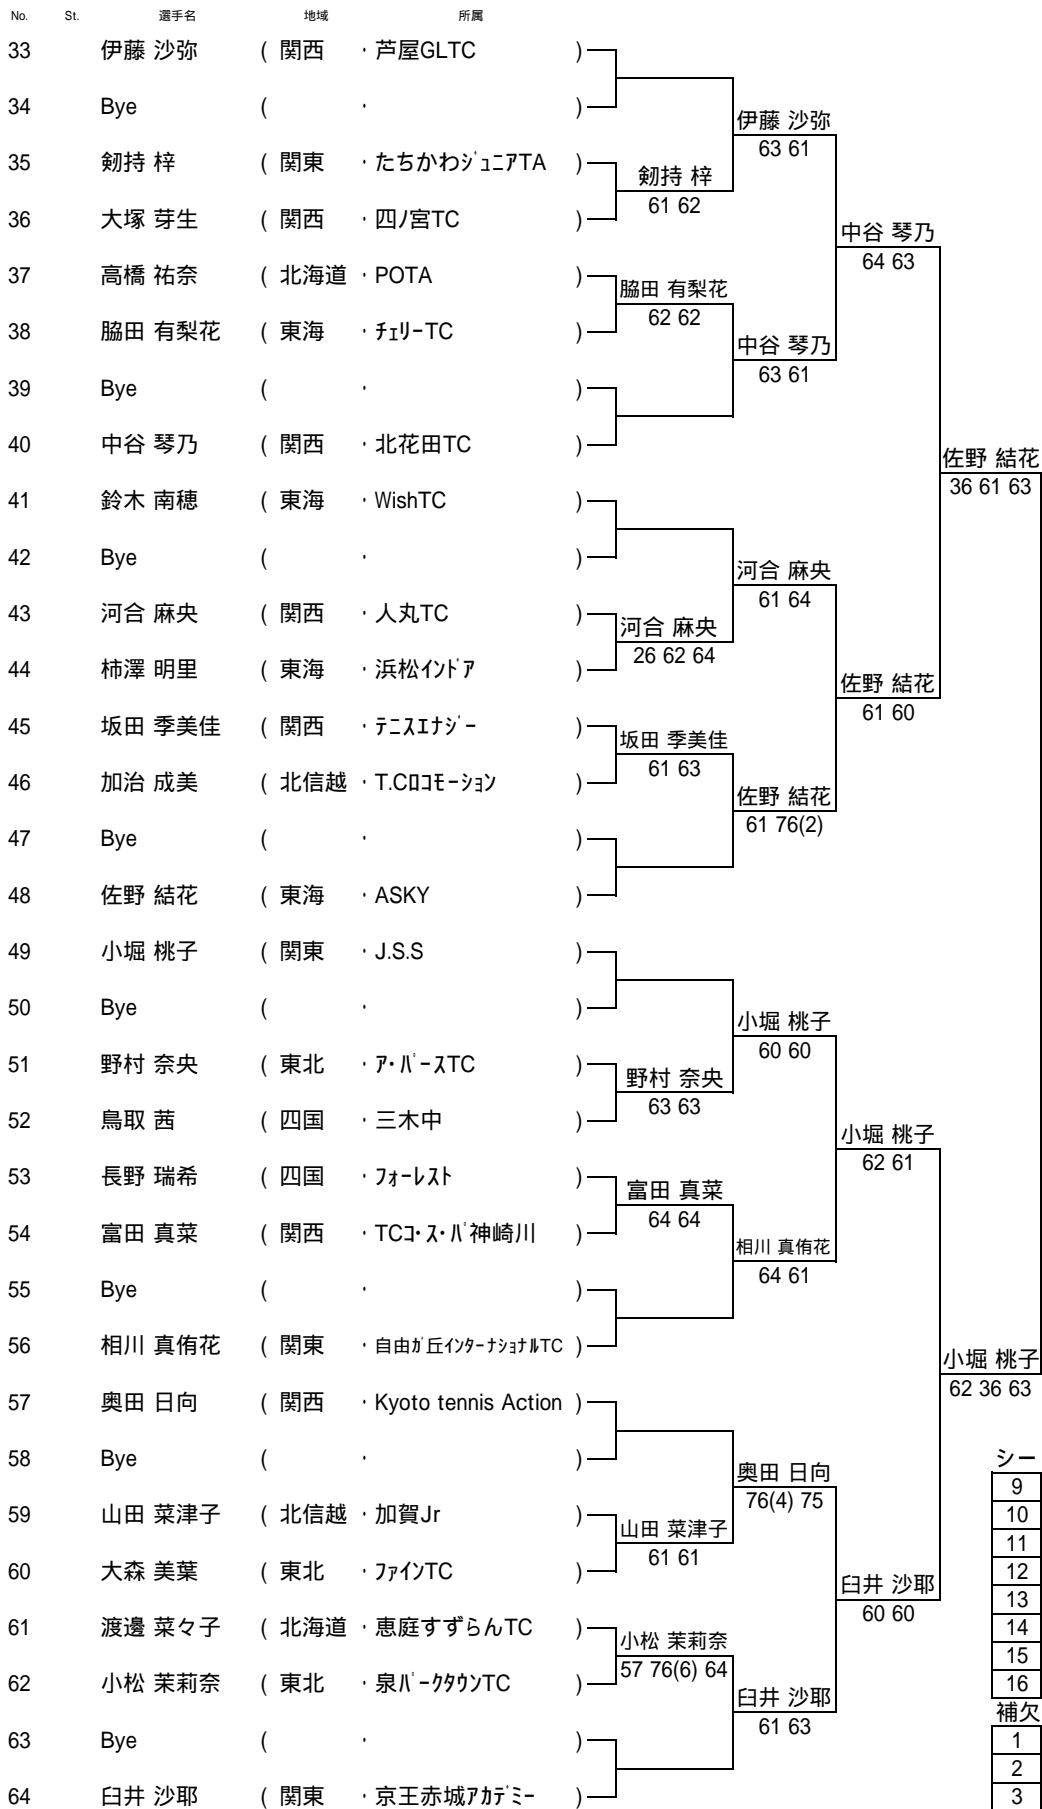 No. St. 選手名 地域 所属
33 伊藤 沙弥 ( 関西 ・ 芦屋GLTC )
34 Bye ( ・ )
伊藤 沙弥
63 61
35 剱持 梓 ( 関東 ・ たちかわｼﾞｭﾆｱTA )
剱持 梓
61 62
36 大塚 芽生 ( 関西 ・ 四ﾉ宮TC )
中谷 琴乃
64 63
37 高橋 祐奈 ( 北海道 ・ POTA )
脇田 有梨花
62 62
38 脇田 有梨花 ( 東海 ・ ﾁｪﾘｰTC )
中谷 琴乃
63 61
39 Bye ( ・ )
40 中谷 琴乃 ( 関西 ・ 北花田TC )
佐野 結花
36 61 63
41 鈴木 南穂 ( 東海 ・ WishTC )
42 Bye ( ・ )
河合 麻央
61 64
43 河合 麻央 ( 関西 ・ 人丸TC )
河合 麻央
26 62 64
44 柿澤 明里 ( 東海 ・ 浜松ｲﾝﾄﾞｱ )
佐野 結花
61 60
45 坂田 季美佳 ( 関西 ・ ﾃﾆｽｴﾅｼﾞｰ )
坂田 季美佳
61 63
46 加治 成美 ( 北信越 ・ T.Cﾛｺﾓｰｼｮﾝ )
佐野 結花
61 76(2)
47 Bye ( ・ )
48 佐野 結花 ( 東海 ・ ASKY )
49 小堀 桃子 ( 関東 ・ J.S.S )
50 Bye ( ・ )
小堀 桃子
60 60
51 野村 奈央 ( 東北 ・ ｱ･ﾊﾞｰｽTC )
野村 奈央
63 63
52 鳥取 茜 ( 四国 ・ 三木中 )
小堀 桃子
62 61
53 長野 瑞希 ( 四国 ・ ﾌｫｰﾚｽﾄ )
富田 真菜
64 64
54 富田 真菜 ( 関西 ・ TCｺ･ｽ･ﾊﾟ神崎川 )
相川 真侑花
64 61
55 Bye ( ・ )
56 相川 真侑花 ( 関東 ・ 自由が丘ｲﾝﾀｰﾅｼｮﾅﾙTC )
小堀 桃子
62 36 63
57 奥田 日向 ( 関西 ・ Kyoto tennis Action )
58 Bye ( ・ )
シー
奥田 日向
76(4) 75
9
59 山田 菜津子 ( 北信越 ・ 加賀Jr )
10
山田 菜津子
61 61
11
60 大森 美葉 ( 東北 ・ ﾌｧｲﾝTC )
12
臼井 沙耶
60 60
13
61 渡邊 菜々子 ( 北海道 ・ 恵庭すずらんTC )
14
小松 茉莉奈
57 76(6) 64
15
62 小松 茉莉奈 ( 東北 ・ 泉ﾊﾟｰｸﾀｳﾝTC )
16
臼井 沙耶
61 63
補欠
63 Bye ( ・ )
1
2
64 臼井 沙耶 ( 関東 ・ 京王赤城ｱｶﾃﾞﾐｰ )
3